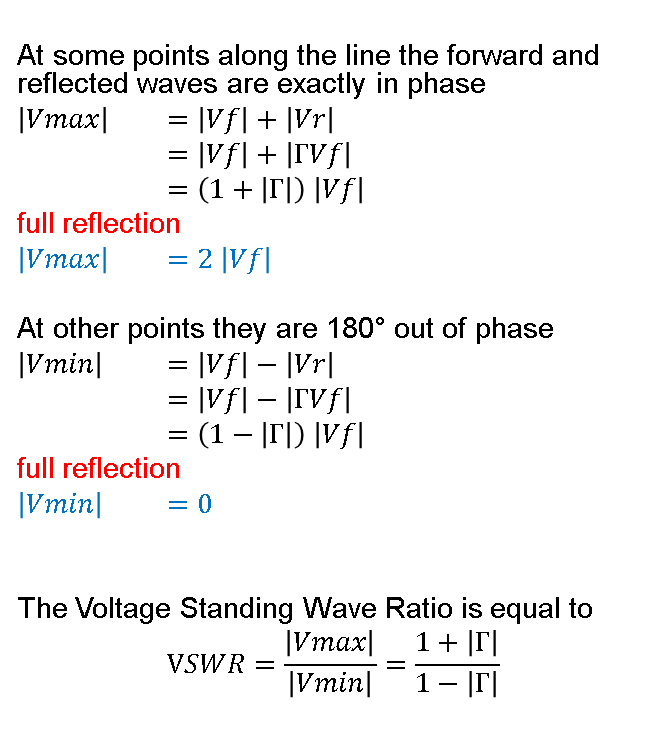 At some points along the line the forward and
reflected waves are exactly in phase
|Vmax| = |Vf| + |Vr|
= |Vf| + |ΓVf|
= (1 + |Γ|) |Vf|
full reflection
|Vmax| = 2 |Vf|
At other points they are 180° out of phase
|Vmin| = |Vf| − |Vr|
= |Vf| − |ΓVf|
= (1 − |Γ|) |Vf|
full reflection
|Vmin| = 0
The Voltage Standing Wave Ratio is equal to
VSWR = |Vmax| / |Vmin| = 1 + |Γ| / 1 − |Γ|